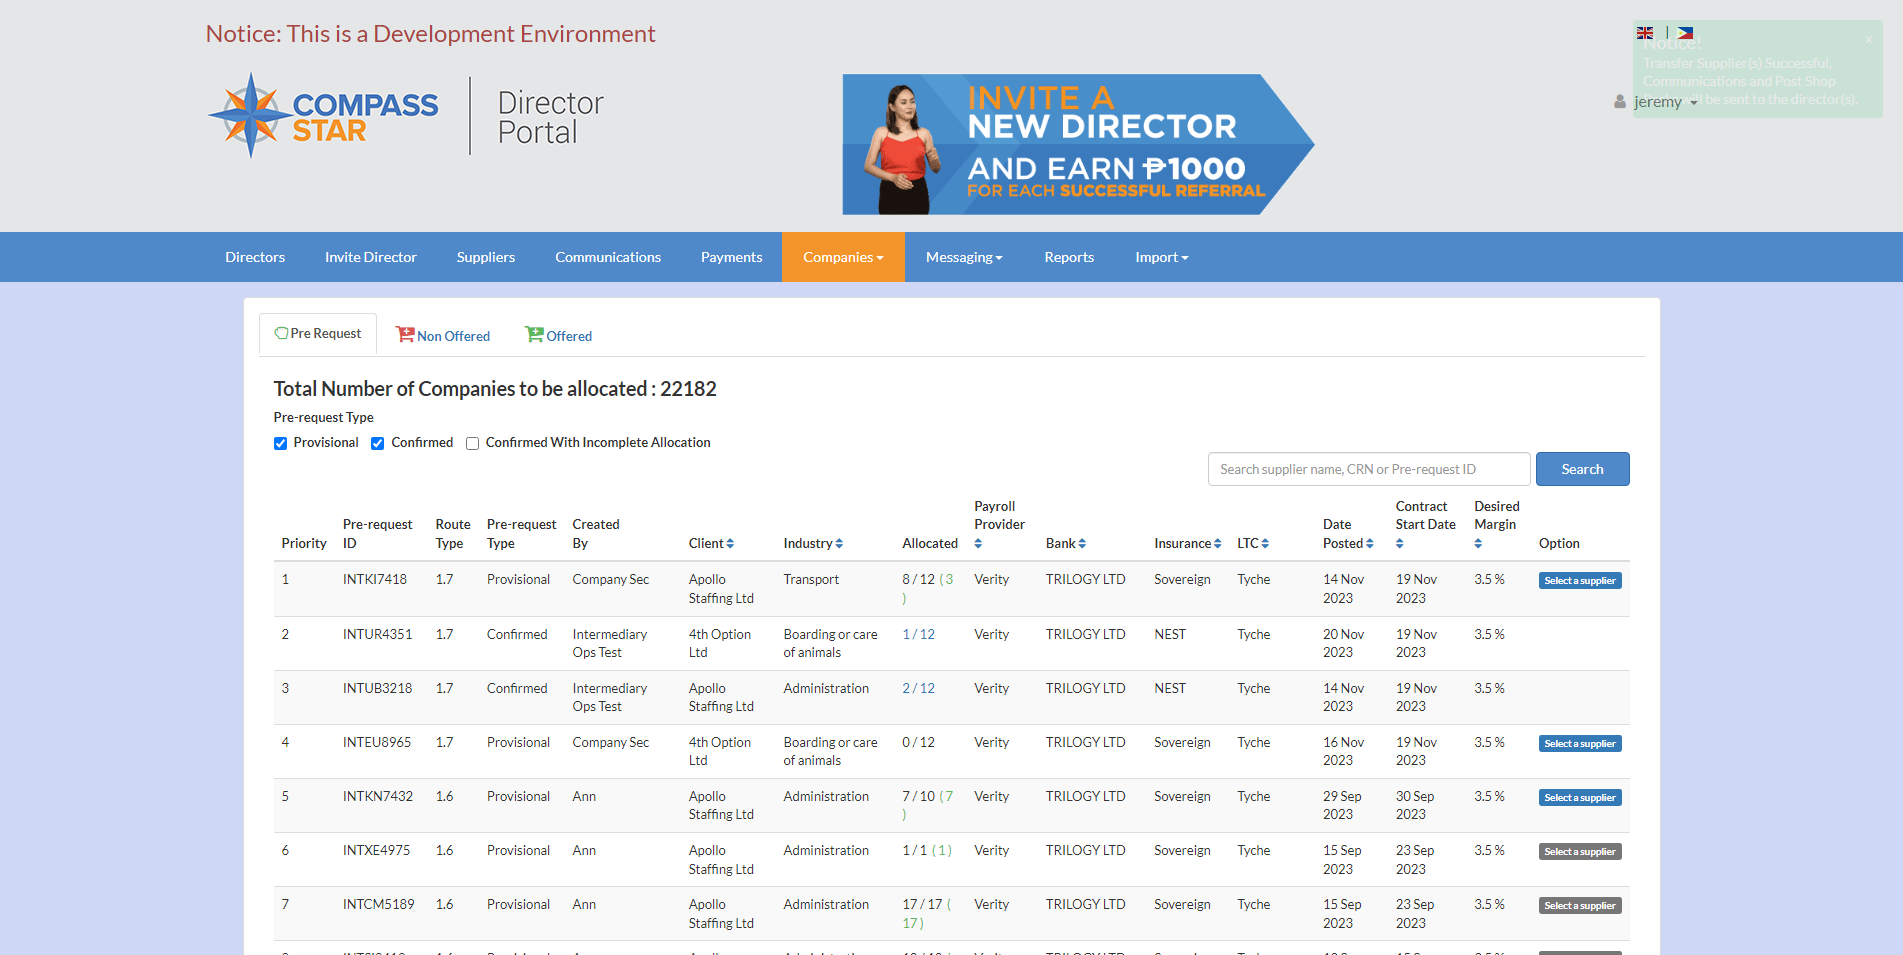 Notice: This is a Development Environment
Notice!
x
Transfer Supplier(s) Successful,
Communications and Post Shop
be sent to the director(s).
jeremy
COMPASS
STAR
Director
Portal
INVITE A
NEW DIRECTOR
AND EARN ₱1000
FOR EACH SUCCESSFUL REFERRAL
Directors Invite Director Suppliers Communications Payments Companies Messaging Reports Import
Pre Request Non Offered Offered
Total Number of Companies to be allocated : 22182
Pre-request Type
Provisional Confirmed Confirmed With Incomplete Allocation
Search supplier name, CRN or Pre-request ID Search
Priority Pre-request ID Route Type Pre-request Type Created By Client Industry Allocated Payroll Provider Bank Insurance LTC Date Posted Contract Start Date Desired Margin Option
1 INTKI7418 1.7 Provisional Company Sec Apollo Staffing Ltd Transport 8 / 12 ( 3 ) Verity TRILOGY LTD Sovereign Tyche 14 Nov 2023 19 Nov 2023 3.5 % Select a supplier
2 INTUR4351 1.7 Confirmed Intermediary Ops Test 4th Option Ltd Boarding or care of animals 1 / 12 Verity TRILOGY LTD NEST Tyche 20 Nov 2023 19 Nov 2023 3.5 %
3 INTUB3218 1.7 Confirmed Intermediary Ops Test Apollo Staffing Ltd Administration 2 / 12 Verity TRILOGY LTD NEST Tyche 14 Nov 2023 19 Nov 2023 3.5 %
4 INTEU8965 1.7 Provisional Company Sec 4th Option Ltd Boarding or care of animals 0 / 12 Verity TRILOGY LTD Sovereign Tyche 16 Nov 2023 19 Nov 2023 3.5 % Select a supplier
5 INTKN7432 1.6 Provisional Ann Apollo Staffing Ltd Administration 7 / 10 ( 7 ) Verity TRILOGY LTD Sovereign Tyche 29 Sep 2023 30 Sep 2023 3.5 % Select a supplier
6 INTXE4975 1.6 Provisional Ann Apollo Staffing Ltd Administration 1 / 1 ( 1 ) Verity TRILOGY LTD Sovereign Tyche 15 Sep 2023 23 Sep 2023 3.5 % Select a supplier
7 INTCM5189 1.6 Provisional Ann Apollo Staffing Ltd Administration 17 / 17 ( 17 ) Verity TRILOGY LTD Sovereign Tyche 15 Sep 2023 23 Sep 2023 3.5 % Select a supplier